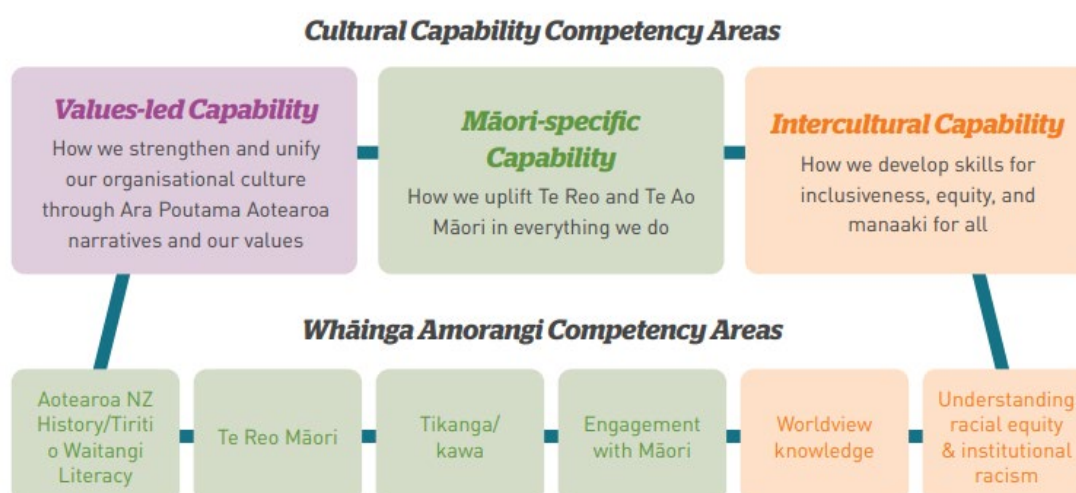 Cultural Capability Competency Areas
Values-led Capability
How we strengthen and unify
our organisational culture
through Ara Poutama Aotearoa
narratives and our values
Māori-specific
Capability
How we uplift Te Reo and Te Ao
Māori in everything we do
Intercultural Capability
How we develop skills for
inclusiveness, equity, and
manaaki for all
Whāinga Amorangi Competency Areas
Aotearoa NZ
History/Tiriti
o Waitangi
Literacy
Te Reo Māori
Tikanga/
kawa
Engagement
with Māori
Worldview
knowledge
Understanding
racial equity
& institutional
racism